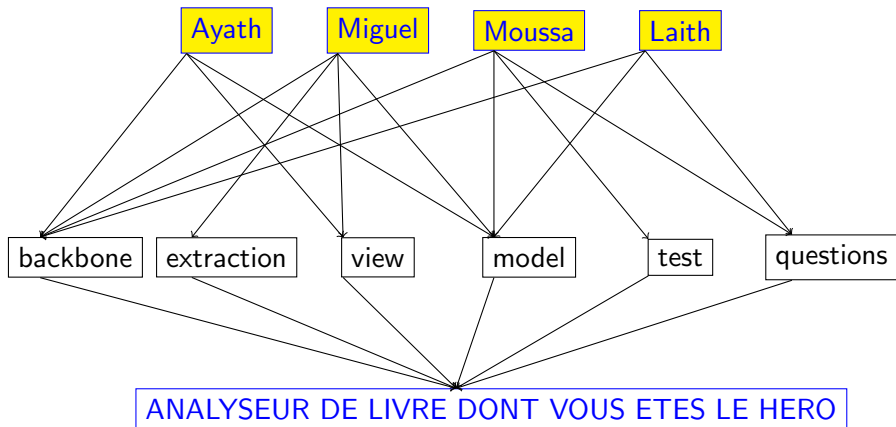 Ayath
Miguel
Moussa
Laith
backbone
extraction
view
model
test
questions
ANALYSEUR DE LIVRE DONT VOUS ETES LE HERO